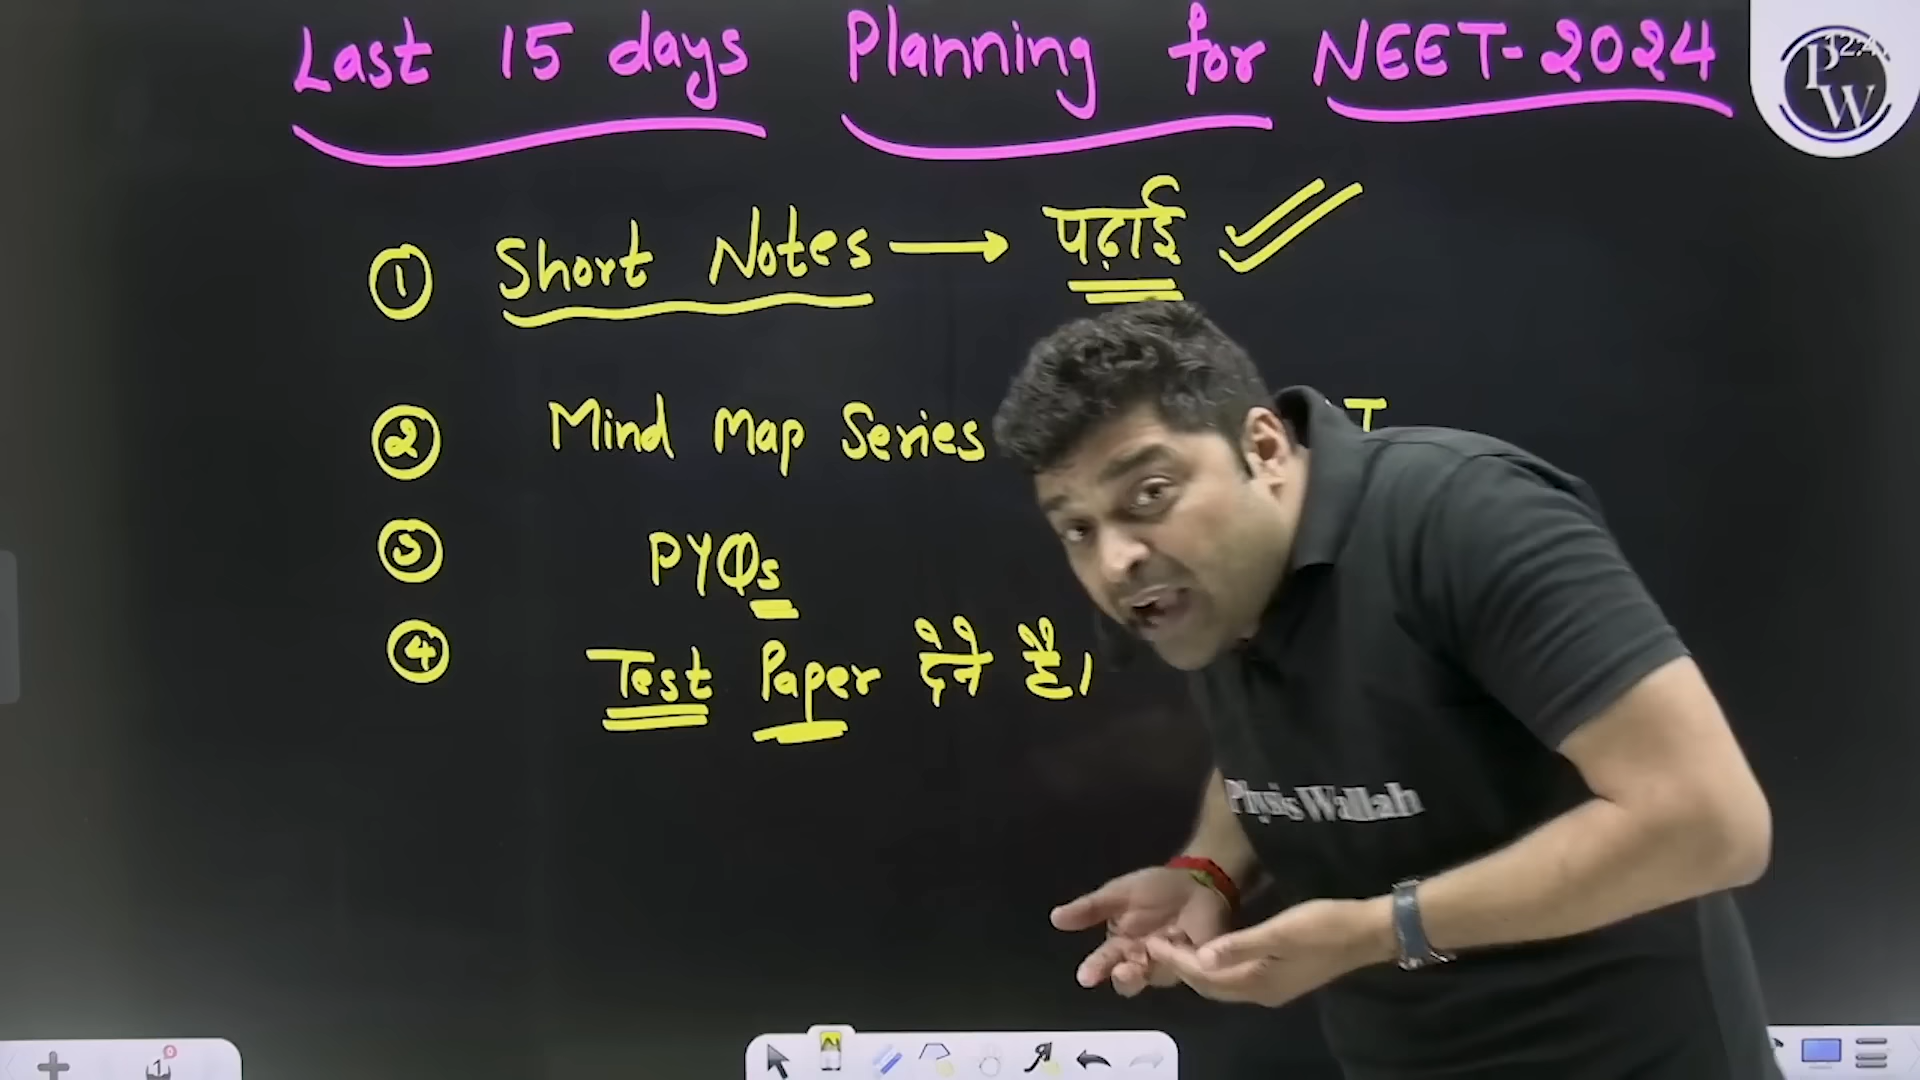 Last 15 days Planning for NEET-2024
PW
① Short Notes → पढ़ाई
② Mind Map Series
③ PYQs
④ Test Paper देने हैं।
Physics Wallah